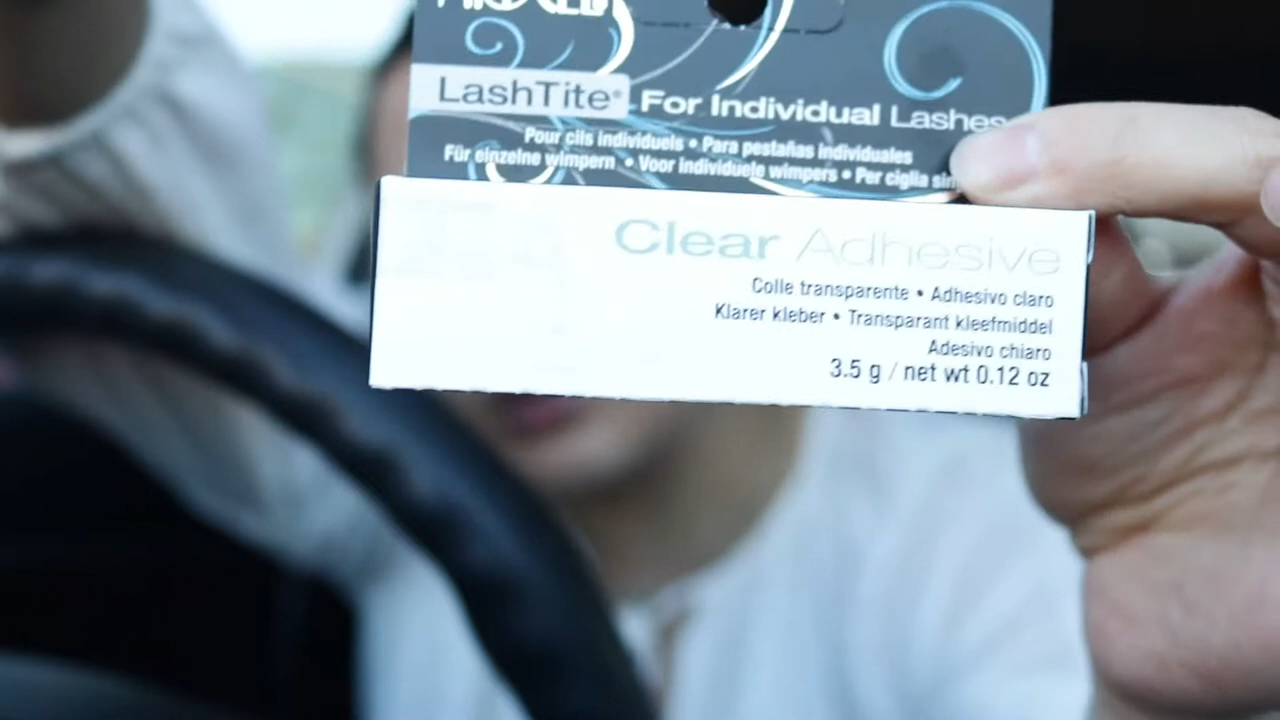 LashTite® For Individual Lashes
Pour cils individuels • Para pestañas individuales
Für einzelne wimpern • Voor individuele wimpers • Per ciglia
Clear Adhesive
Colle transparente • Adhesivo claro
Klarer kleber • Transparant kleefmiddel
Adesivo chiaro
3.5 g / net wt 0.12 oz